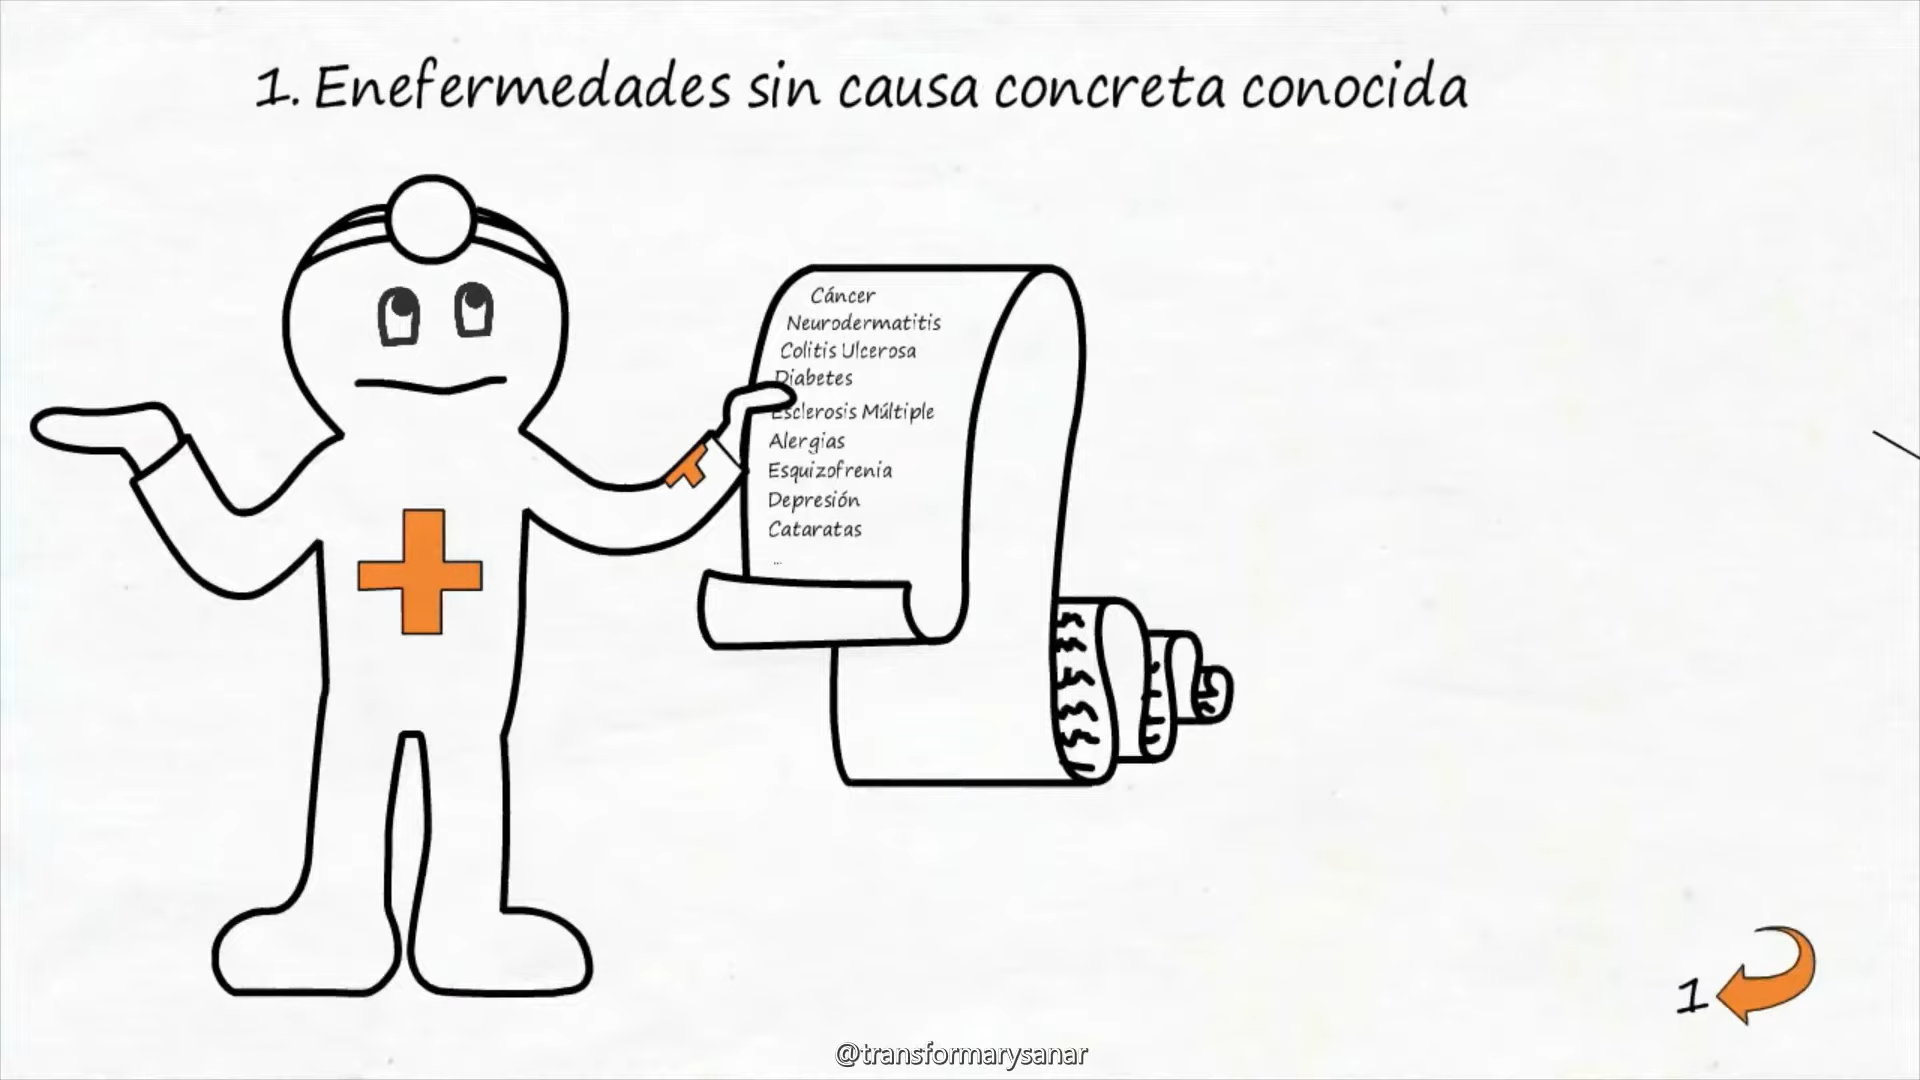 1. Enefermedades sin causa concreta conocida
Cáncer
Neurodermatitis
Colitis Ulcerosa
Diabetes
Esclerosis Múltiple
Alergias
Esquizofrenia
Depresión
Cataratas
...
1
@transformarysanar